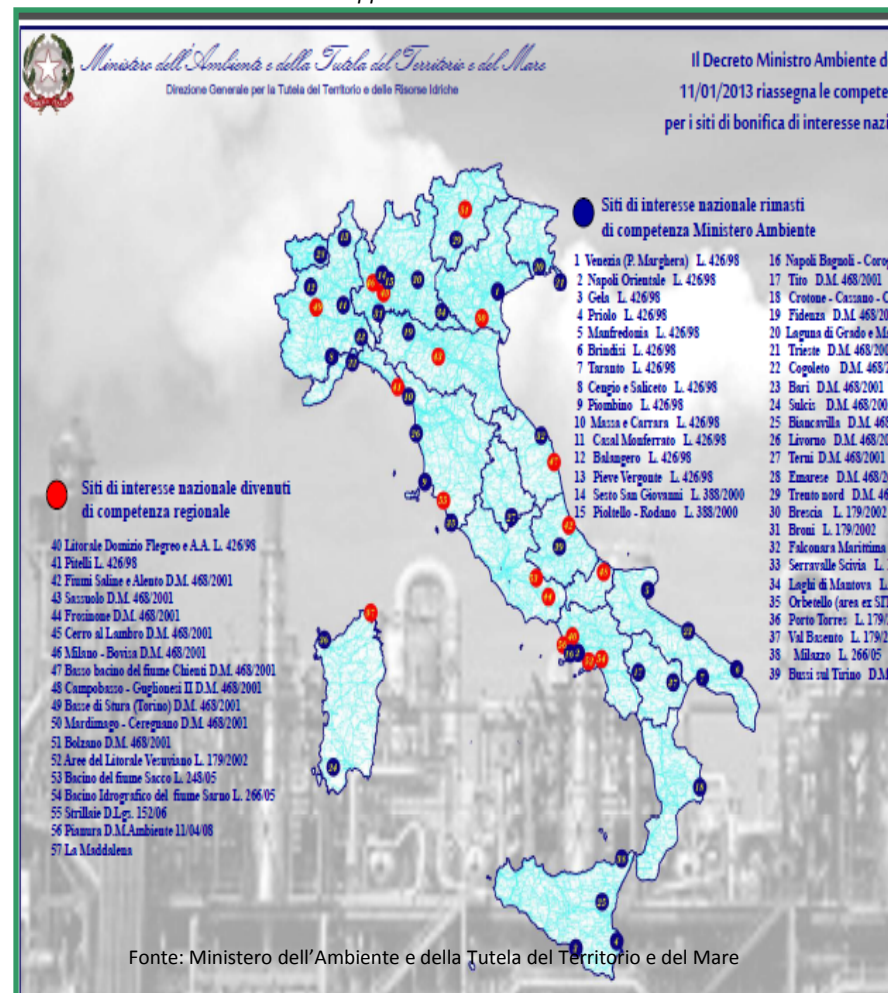 Ministero dell'Ambiente e della Tutela del Territorio e del Mare
Direzione Generale per la Tutela del Territorio e delle Risorse Idriche
Il Decreto Ministro Ambiente d
11/01/2013 riassegna le compete
per i siti di bonifica di interesse nazi
Siti di interesse nazionale rimasti
di competenza Ministero Ambiente
1 Venezia (P. Marghera) L. 426/98
2 Napoli Orientale L. 426/98
3 Gela L. 426/98
4 Priolo L. 426/98
5 Manfredonia L. 426/98
6 Brindisi L. 426/98
7 Taranto L. 426/98
8 Cengio e Saliceto L. 426/98
9 Piombino L. 426/98
10 Massa e Carrara L. 426/98
11 Casal Monferrato L. 426/98
12 Balangero L. 426/98
13 Pieve Vergonte L. 426/98
14 Sesto San Giovanni L. 388/2000
15 Pioltello - Rodano L. 388/2000
16 Napoli Bagnoli - Coro
17 Tito D.M. 468/2001
18 Crotone - Cassano - C
19 Fidenza D.M. 468/20
20 Laguna di Grado e M
21 Trieste D.M. 468/200
22 Cogoleto D.M. 468/2
23 Bari D.M. 468/2001
24 Sulcis D.M. 468/200
25 Biancavilla D.M. 468
26 Livorno D.M. 468/20
27 Terni D.M. 468/2001
28 Emarese D.M. 468/2
29 Trento nord D.M. 46
30 Brescia L. 179/2002
31 Broni L. 179/2002
32 Falconara Marittima
33 Serravalle Scivia L.
34 Laghi di Mantova L.
35 Orbetello (area ex SIT
36 Porto Torres L. 179/
37 Val Basento L. 179/2
38 Milazzo L. 266/05
39 Bussi sul Tirino D.M
Siti di interesse nazionale divenuti
di competenza regionale
40 Litorale Domizio Flegreo e A.A. L. 426/98
41 Pitelli L. 426/98
42 Fiumi Saline e Alento D.M. 468/2001
43 Sassuolo D.M. 468/2001
44 Frosinone D.M. 468/2001
45 Cerro al Lambro D.M. 468/2001
46 Milano - Bovisa D.M. 468/2001
47 Basso bacino del fiume Chienti D.M. 468/2001
48 Campobasso - Guglionesi II D.M. 468/2001
49 Basse di Stura (Torino) D.M. 468/2001
50 Mardimago - Ceregnano D.M. 468/2001
51 Bolzano D.M. 468/2001
52 Aree del Litorale Vesuviano L. 179/2002
53 Bacino del fiume Sacco L. 248/05
54 Bacino Idrografico del fiume Sarno L. 266/05
55 Strillaie D.Lgs. 152/06
56 Pianura D.M.Ambiente 11/04/08
57 La Maddalena
Fonte: Ministero dell'Ambiente e della Tutela del Territorio e del Mare